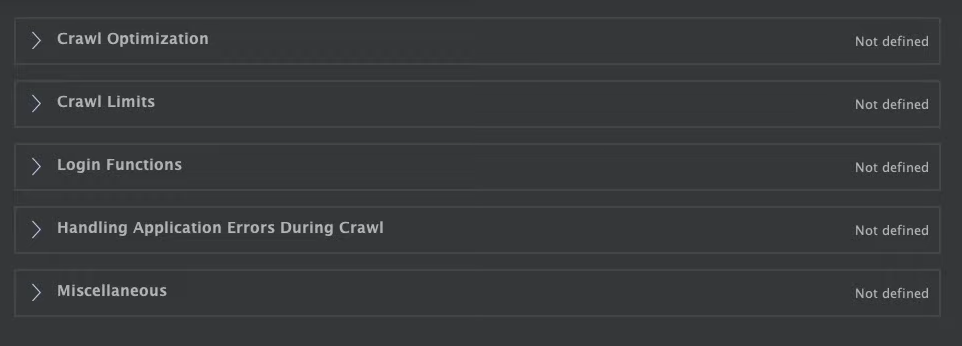 Crawl Optimization Not defined
Crawl Limits Not defined
Login Functions Not defined
Handling Application Errors During Crawl Not defined
Miscellaneous Not defined